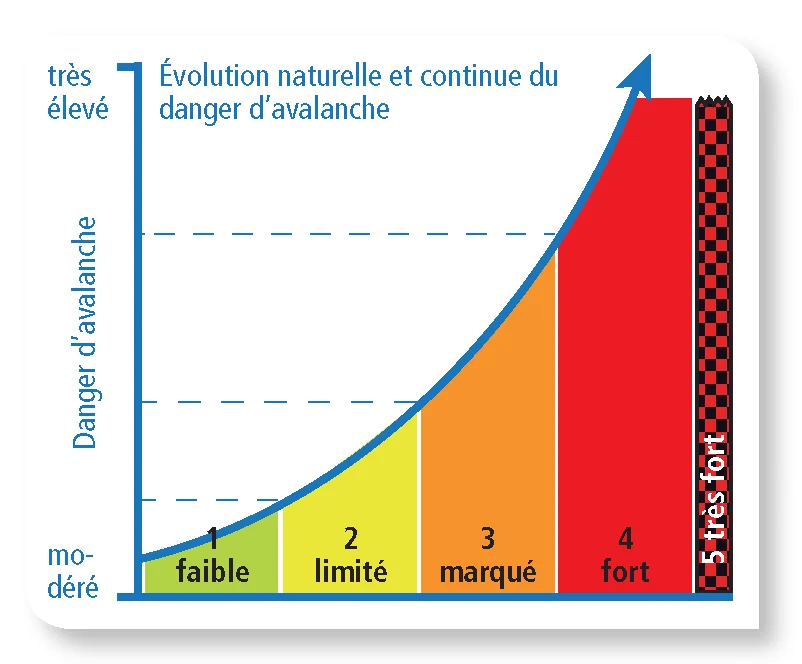 très
élevé
Évolution naturelle et continue du
danger d’avalanche
Danger d’avalanche
mo-
déré
1
faible
2
limité
3
marqué
4
fort
5 très fort